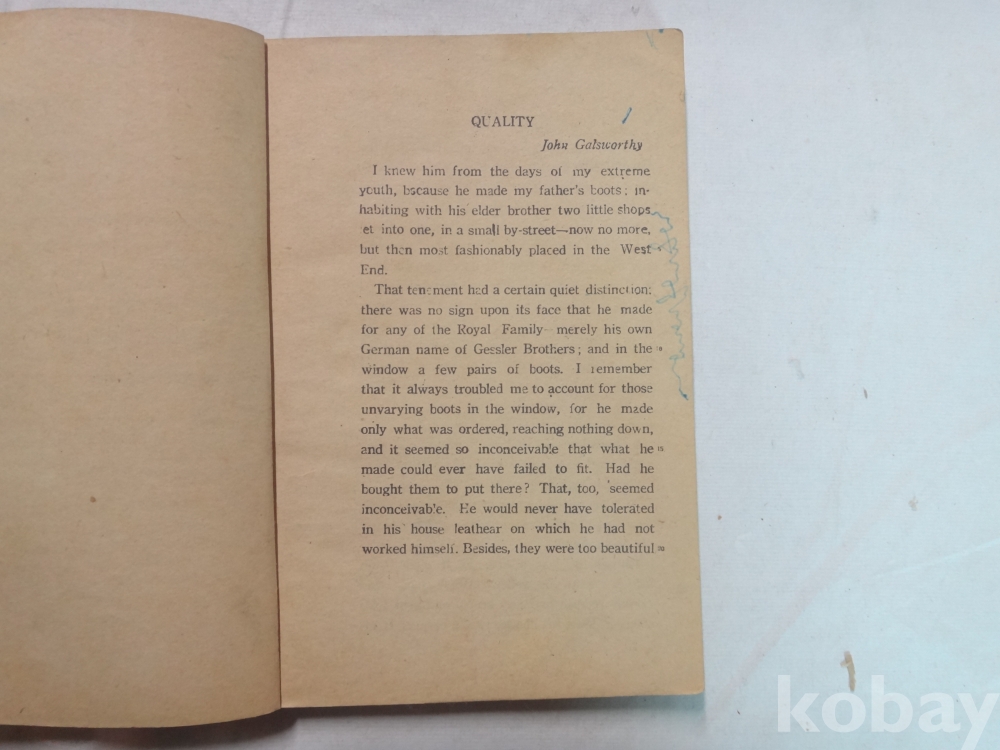 QUALITY
John Galsworthy
I knew him from the days of my extreme
youth, because he made my father's boots; in-
habiting with his elder brother two little shops
et into one, in a small by-street—now no more,
but then most fashionably placed in the West 5
End.
That tenement had a certain quiet distinction;
there was no sign upon its face that he made
for any of the Royal Family merely his own
German name of Gessler Brothers; and in the 10
window a few pairs of boots. I remember
that it always troubled me to account for those
unvarying boots in the window, for he made
only what was ordered, reaching nothing down,
and it seemed so inconceivable that what he 15
made could ever have failed to fit. Had he
bought them to put there? That, too, seemed
inconceivable. He would never have tolerated
in his house leathear on which he had not
worked himself. Besides, they were too beautiful 20
kobay